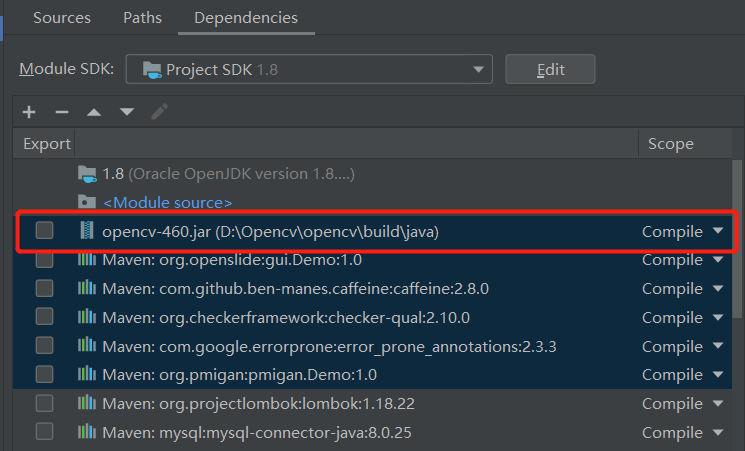 Sources Paths Dependencies
Module SDK: Project SDK 1.8 Edit
Export Scope
1.8 (Oracle OpenJDK version 1.8....)
<Module source>
opencv-460.jar (D:\Opencv\opencv\build\java) Compile
Maven: org.openslide:gui.Demo:1.0 Compile
Maven: com.github.ben-manes.caffeine:caffeine:2.8.0 Compile
Maven: org.checkerframework:checker-qual:2.10.0 Compile
Maven: com.google.errorprone:error_prone_annotations:2.3.3 Compile
Maven: org.pmigan:pmigan.Demo:1.0 Compile
Maven: org.projectlombok:lombok:1.18.22 Compile
Maven: mysql:mysql-connector-java:8.0.25 Compile